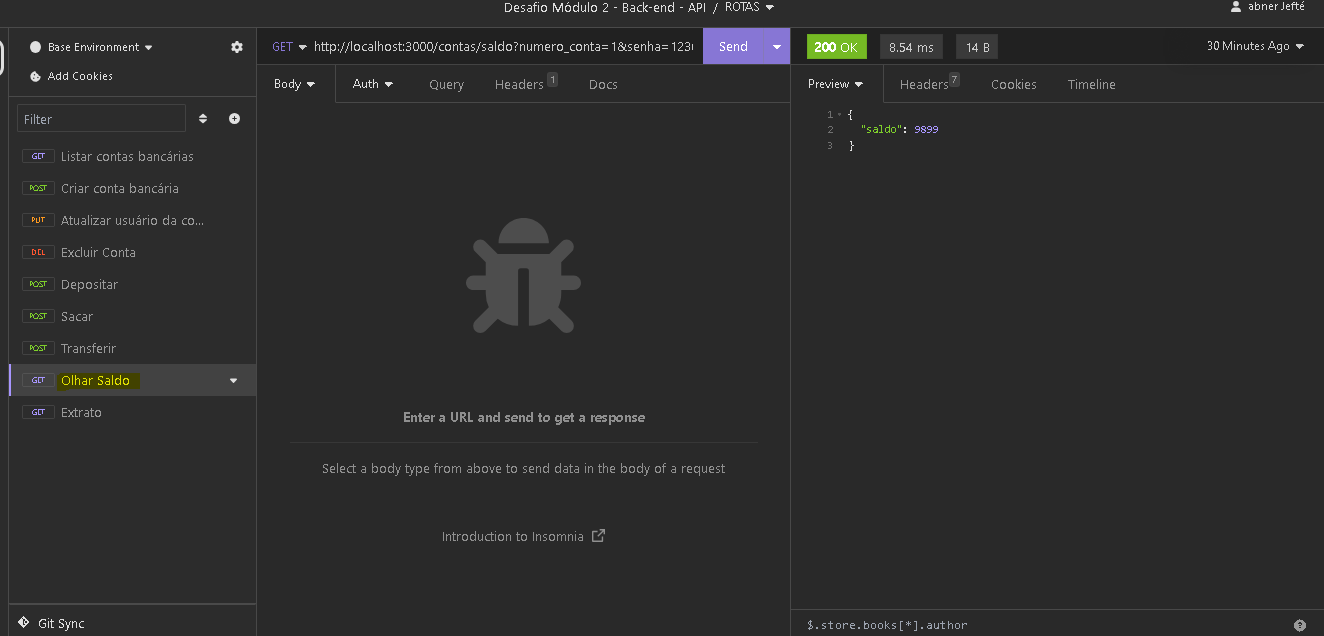 Desafio Módulo 2 - Back-end - API / ROTAS
abner Jefté
Base Environment
Add Cookies
Filter
GET Listar contas bancárias
POST Criar conta bancária
PUT Atualizar usuário da co...
DEL Excluir Conta
POST Depositar
POST Sacar
POST Transferir
GET Olhar Saldo
GET Extrato
Git Sync
GET http://localhost:3000/contas/saldo?numero_conta=1&senha=123
Send
Body Auth Query Headers 1 Docs
Enter a URL and send to get a response
Select a body type from above to send data in the body of a request
Introduction to Insomnia
200 OK 8.54 ms 14 B 30 Minutes Ago
Preview Headers 7 Cookies Timeline
1 {
2 "saldo": 9899
3 }
$.store.books[*].author